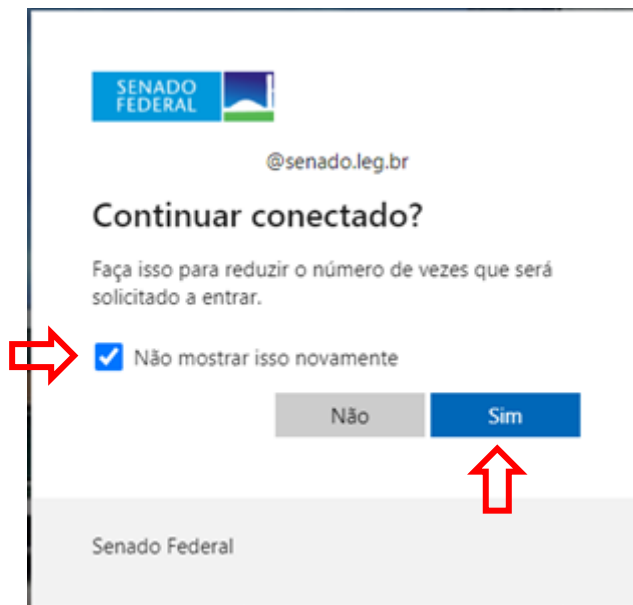 SENADO
FEDERAL
@senado.leg.br
Continuar conectado?
Faça isso para reduzir o número de vezes que será
solicitado a entrar.
Não mostrar isso novamente
Não Sim
Senado Federal